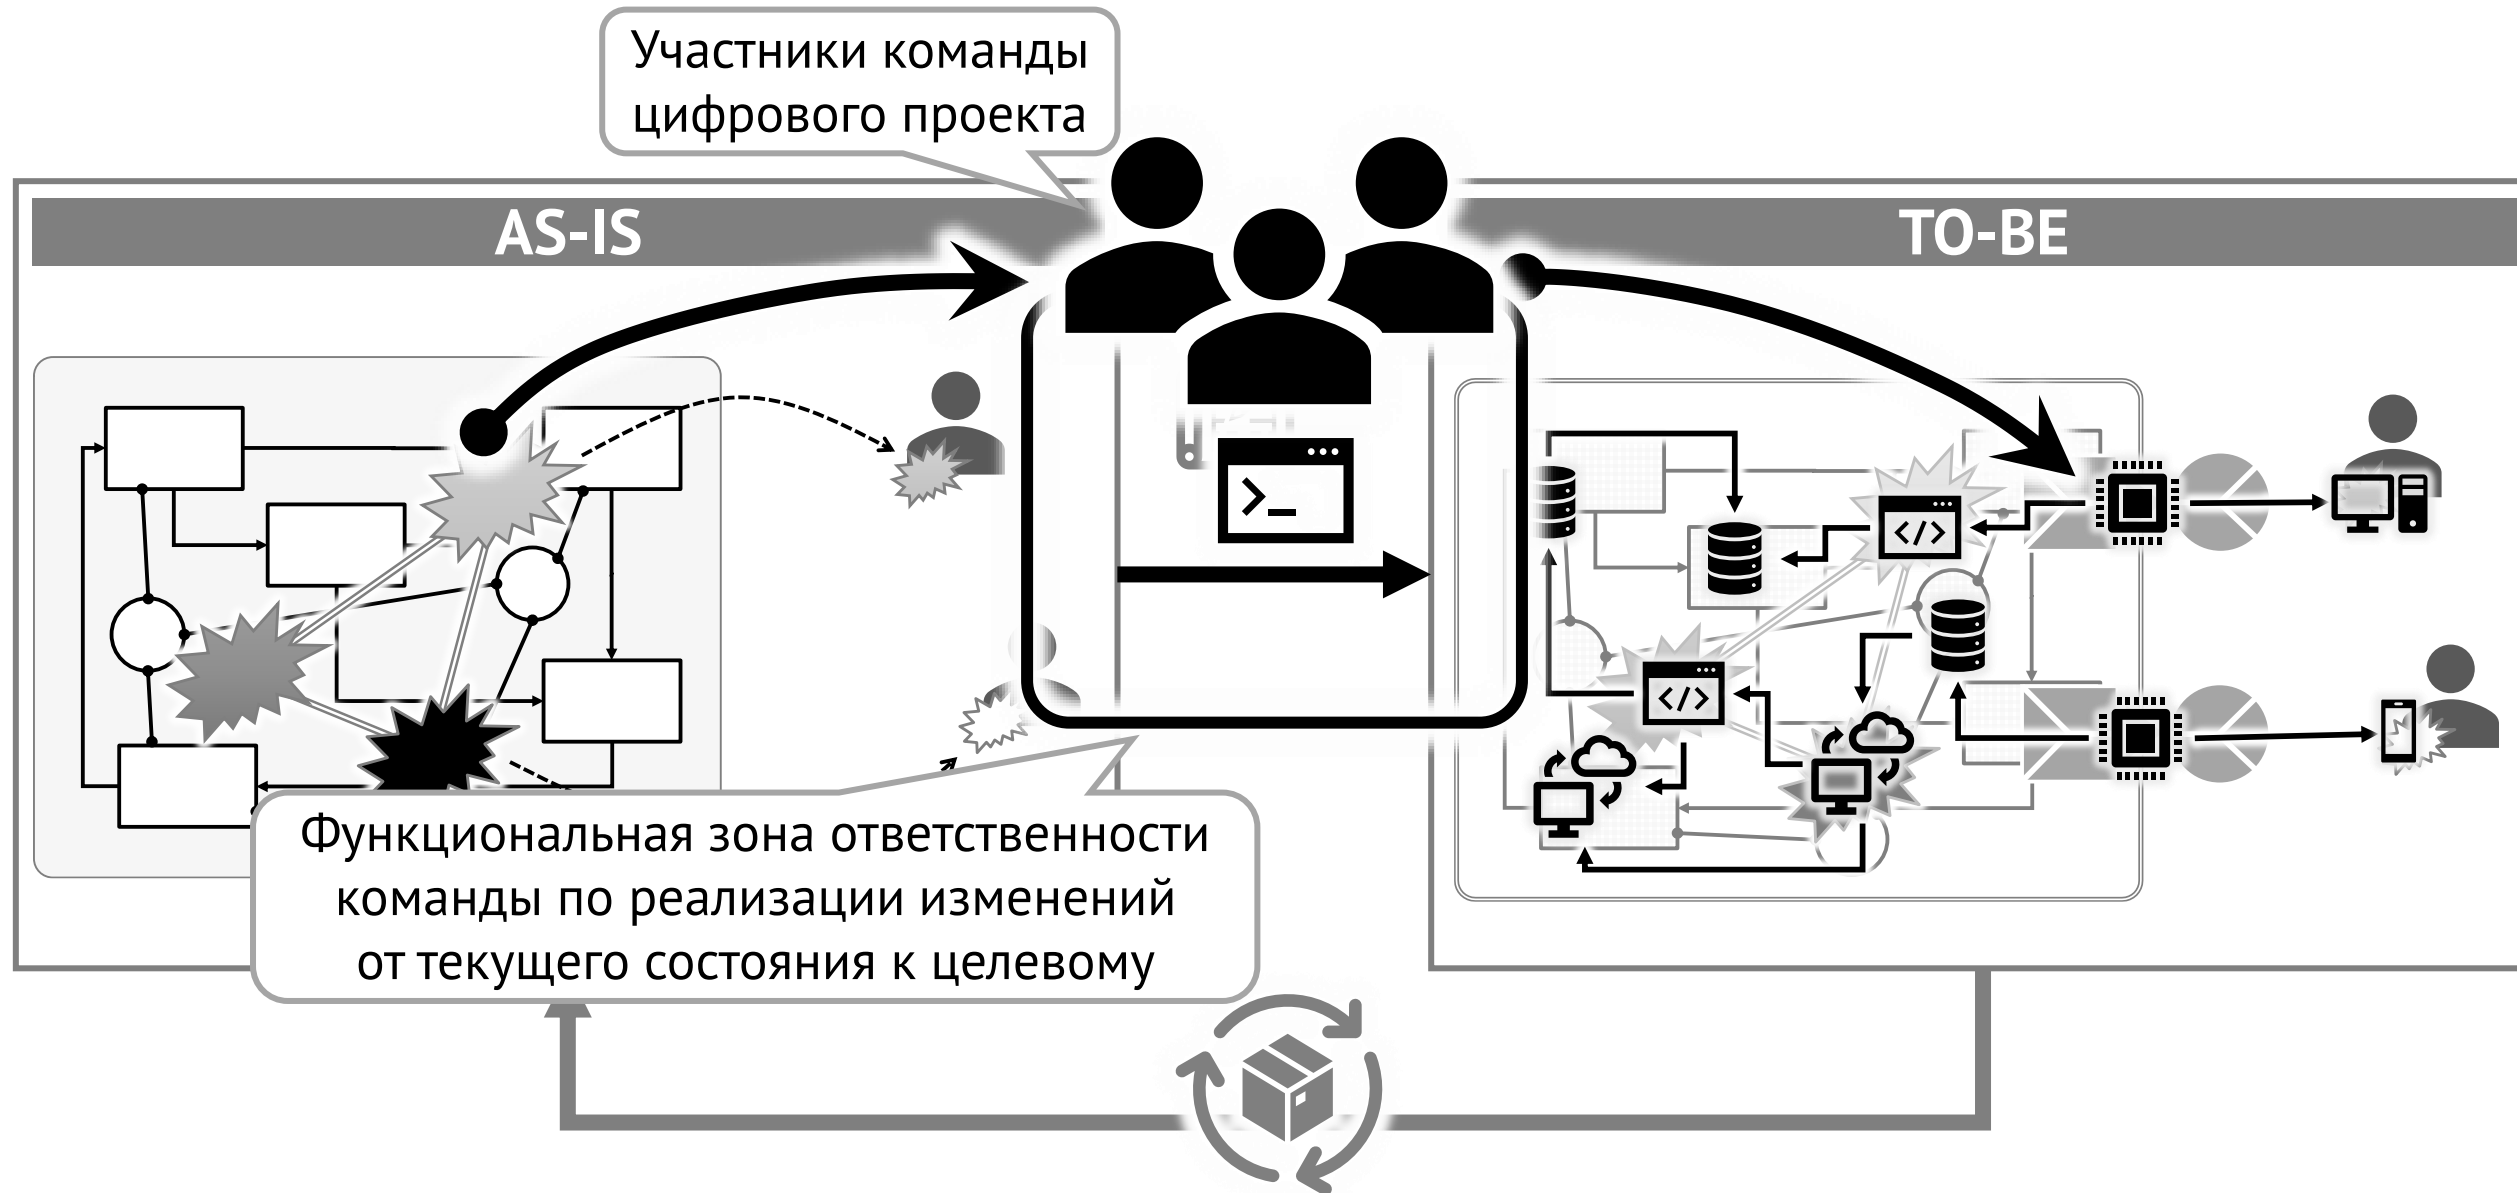 Участники команды
цифрового проекта
AS-IS
TO-BE
>_
</>
</>
Функциональная зона ответственности
команды по реализации изменений
от текущего состояния к целевому